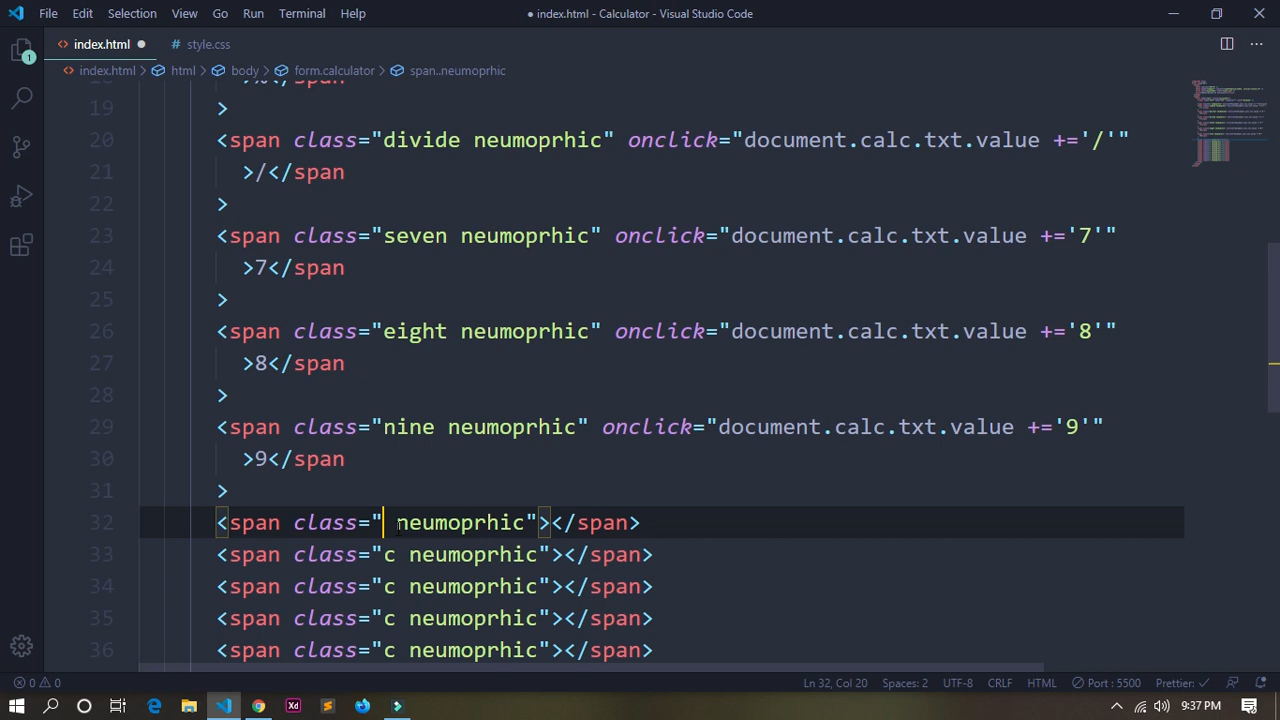 File Edit Selection View Go Run Terminal Help
● index.html - Calculator - Visual Studio Code
index.html ● style.css
index.html html body form.calculator span..neumoprhic
19 >
20 <span class="divide neumoprhic" onclick="document.calc.txt.value +='/'"
21 >/</span
22 >
23 <span class="seven neumoprhic" onclick="document.calc.txt.value +='7'"
24 >7</span
25 >
26 <span class="eight neumoprhic" onclick="document.calc.txt.value +='8'"
27 >8</span
28 >
29 <span class="nine neumoprhic" onclick="document.calc.txt.value +='9'"
30 >9</span
31 >
32 <span class=" neumoprhic"></span>
33 <span class="c neumoprhic"></span>
34 <span class="c neumoprhic"></span>
35 <span class="c neumoprhic"></span>
36 <span class="c neumoprhic"></span>
0 0 Ln 32, Col 20 Spaces: 2 UTF-8 CRLF HTML Port : 5500 Prettier: ✓
9:37 PM